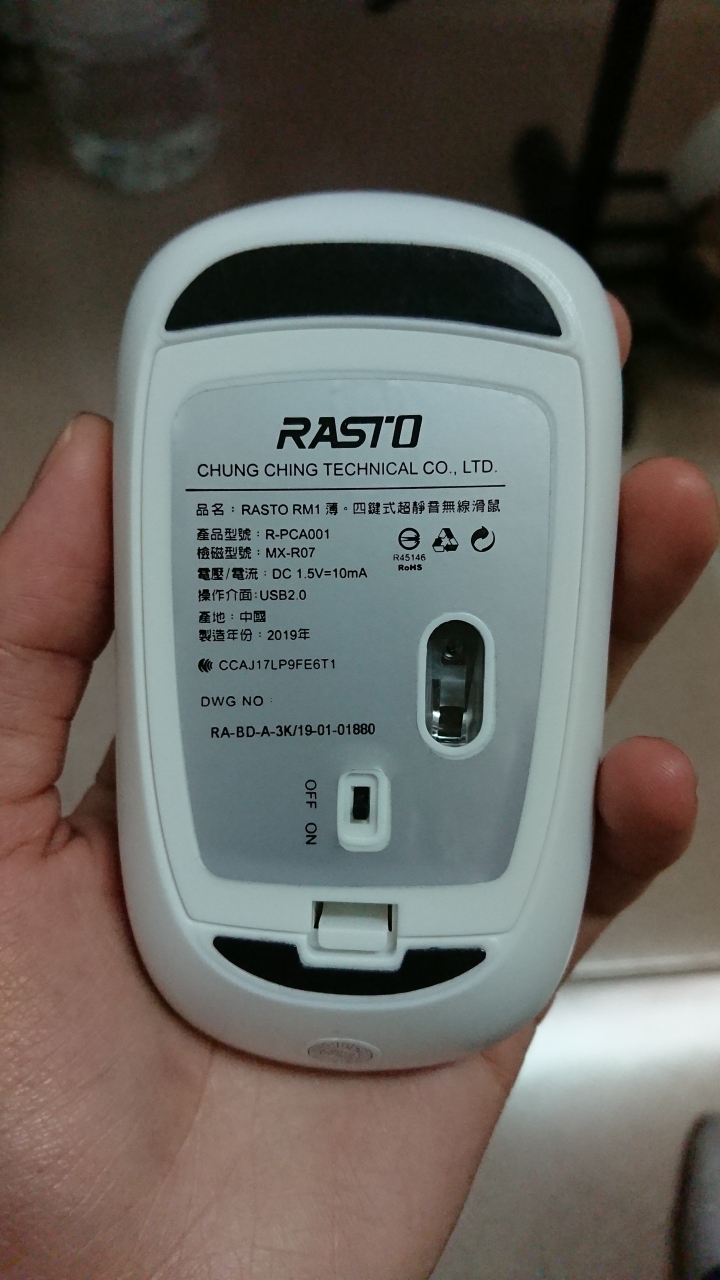 RASTO
CHUNG CHING TECHNICAL CO., LTD.
品名：RASTO RM1 薄。四鍵式超靜音無線滑鼠
產品型號：R-PCA001
檢磁型號：MX-R07
R45146
RoHS
電壓/電流：DC 1.5V=10mA
操作介面:USB2.0
產地：中國
製造年份：2019年
CCAJ17LP9FE6T1
DWG NO :
RA-BD-A-3K/19-01-01880
OFF ON